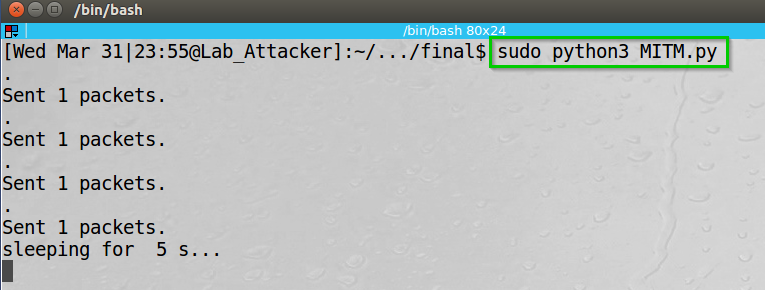 /bin/bash
/bin/bash 80x24
[Wed Mar 31|23:55@Lab_Attacker]:~/.../final$ sudo python3 MITM.py
.
Sent 1 packets.
.
Sent 1 packets.
.
Sent 1 packets.
.
Sent 1 packets.
sleeping for  5 s...